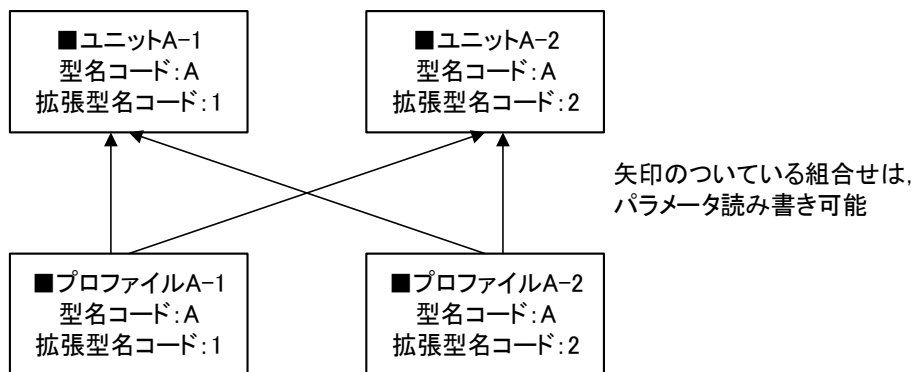 ■ユニットA-1
型名コード:A
拡張型名コード:1
■ユニットA-2
型名コード:A
拡張型名コード:2
矢印のついている組合せは,
パラメータ読み書き可能
■プロファイルA-1
型名コード:A
拡張型名コード:1
■プロファイルA-2
型名コード:A
拡張型名コード:2